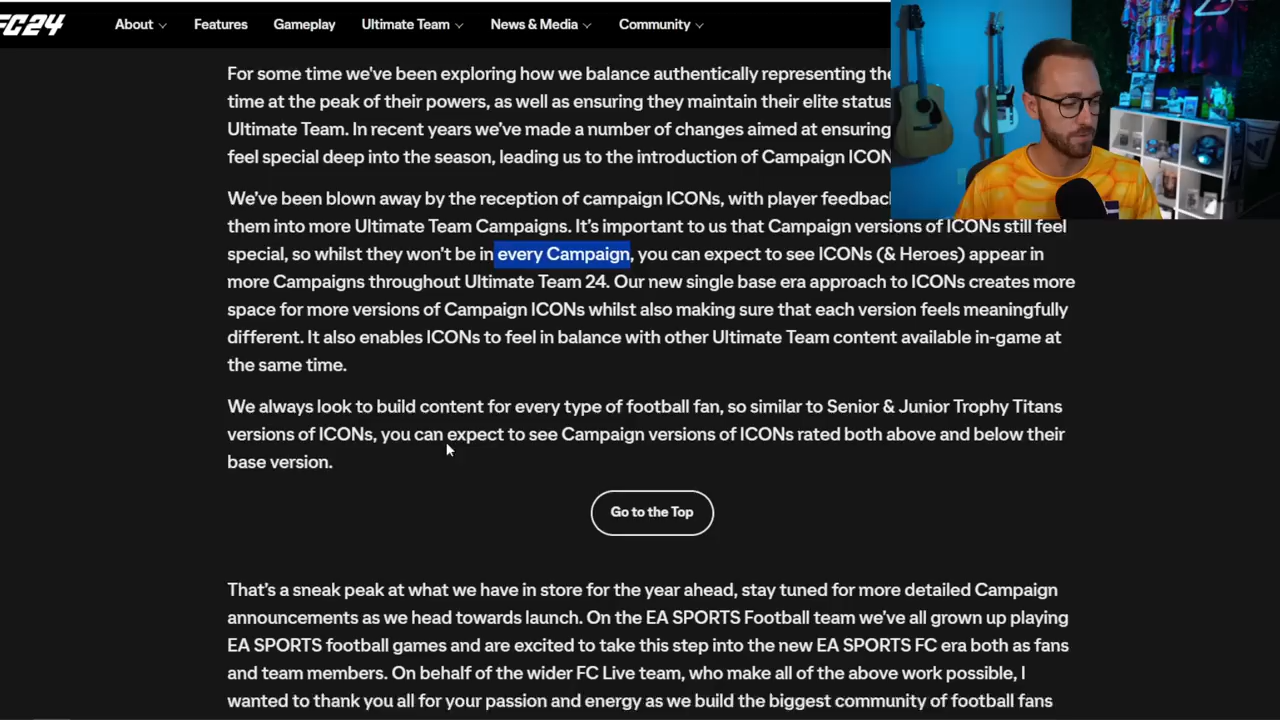 FC24
About
Features
Gameplay
Ultimate Team
News & Media
Community
For some time we've been exploring how we balance authentically representing the
time at the peak of their powers, as well as ensuring they maintain their elite status
Ultimate Team. In recent years we've made a number of changes aimed at ensuring
feel special deep into the season, leading us to the introduction of Campaign ICON
We've been blown away by the reception of campaign ICONs, with player feedback
them into more Ultimate Team Campaigns. It's important to us that Campaign versions of ICONs still feel
special, so whilst they won't be in every Campaign, you can expect to see ICONs (& Heroes) appear in
more Campaigns throughout Ultimate Team 24. Our new single base era approach to ICONs creates more
space for more versions of Campaign ICONs whilst also making sure that each version feels meaningfully
different. It also enables ICONs to feel in balance with other Ultimate Team content available in-game at
the same time.
We always look to build content for every type of football fan, so similar to Senior & Junior Trophy Titans
versions of ICONs, you can expect to see Campaign versions of ICONs rated both above and below their
base version.
Go to the Top
That's a sneak peak at what we have in store for the year ahead, stay tuned for more detailed Campaign
announcements as we head towards launch. On the EA SPORTS Football team we've all grown up playing
EA SPORTS football games and are excited to take this step into the new EA SPORTS FC era both as fans
and team members. On behalf of the wider FC Live team, who make all of the above work possible, I
wanted to thank you all for your passion and energy as we build the biggest community of football fans